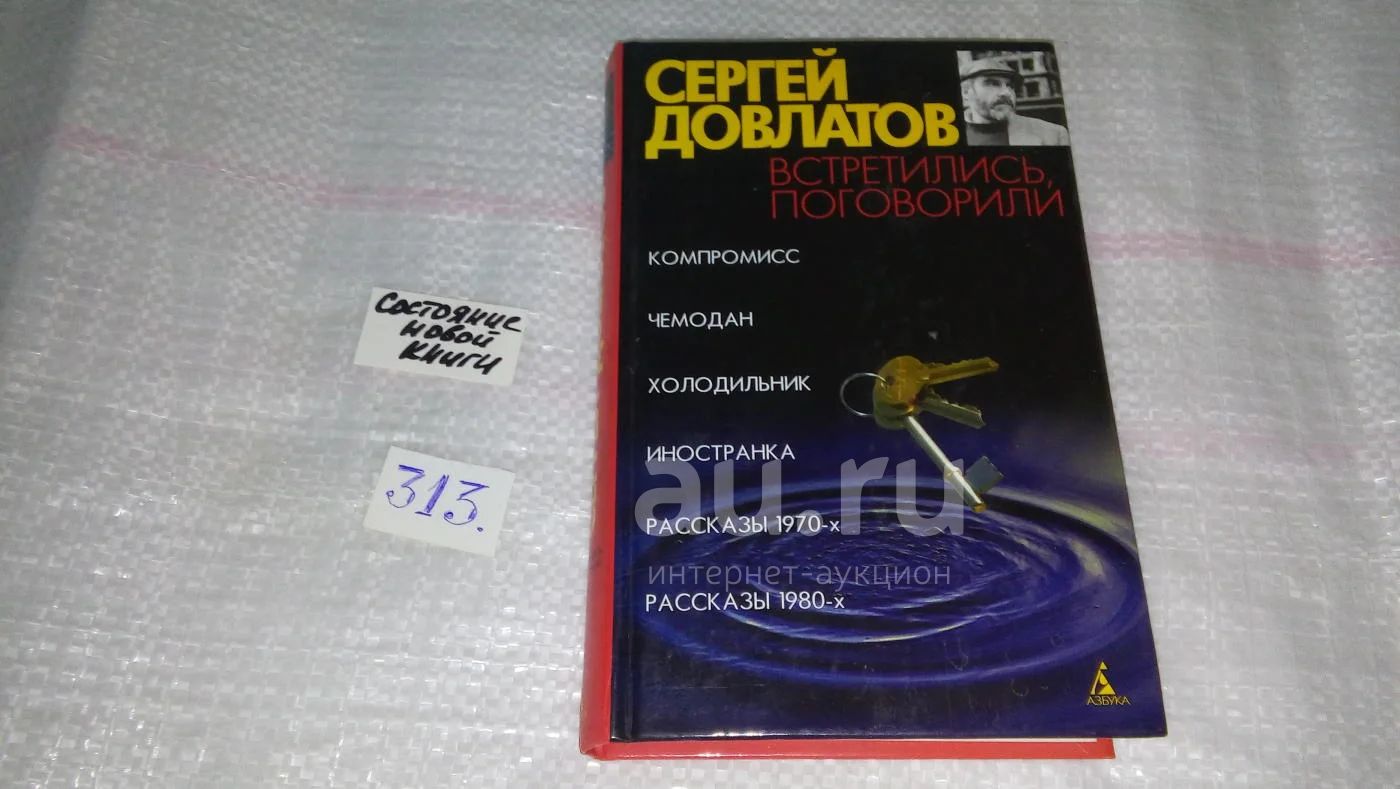 СЕРГЕЙ
ДОВЛАТОВ
ВСТРЕТИЛИСЬ,
ПОГОВОРИЛИ
КОМПРОМИСС
ЧЕМОДАН
ХОЛОДИЛЬНИК
ИНОСТРАНКА
РАССКАЗЫ 1970-х
РАССКАЗЫ 1980-х
АЗБУКА
Состояние
новой
книги
313.
au.ru
интернет-аукцион